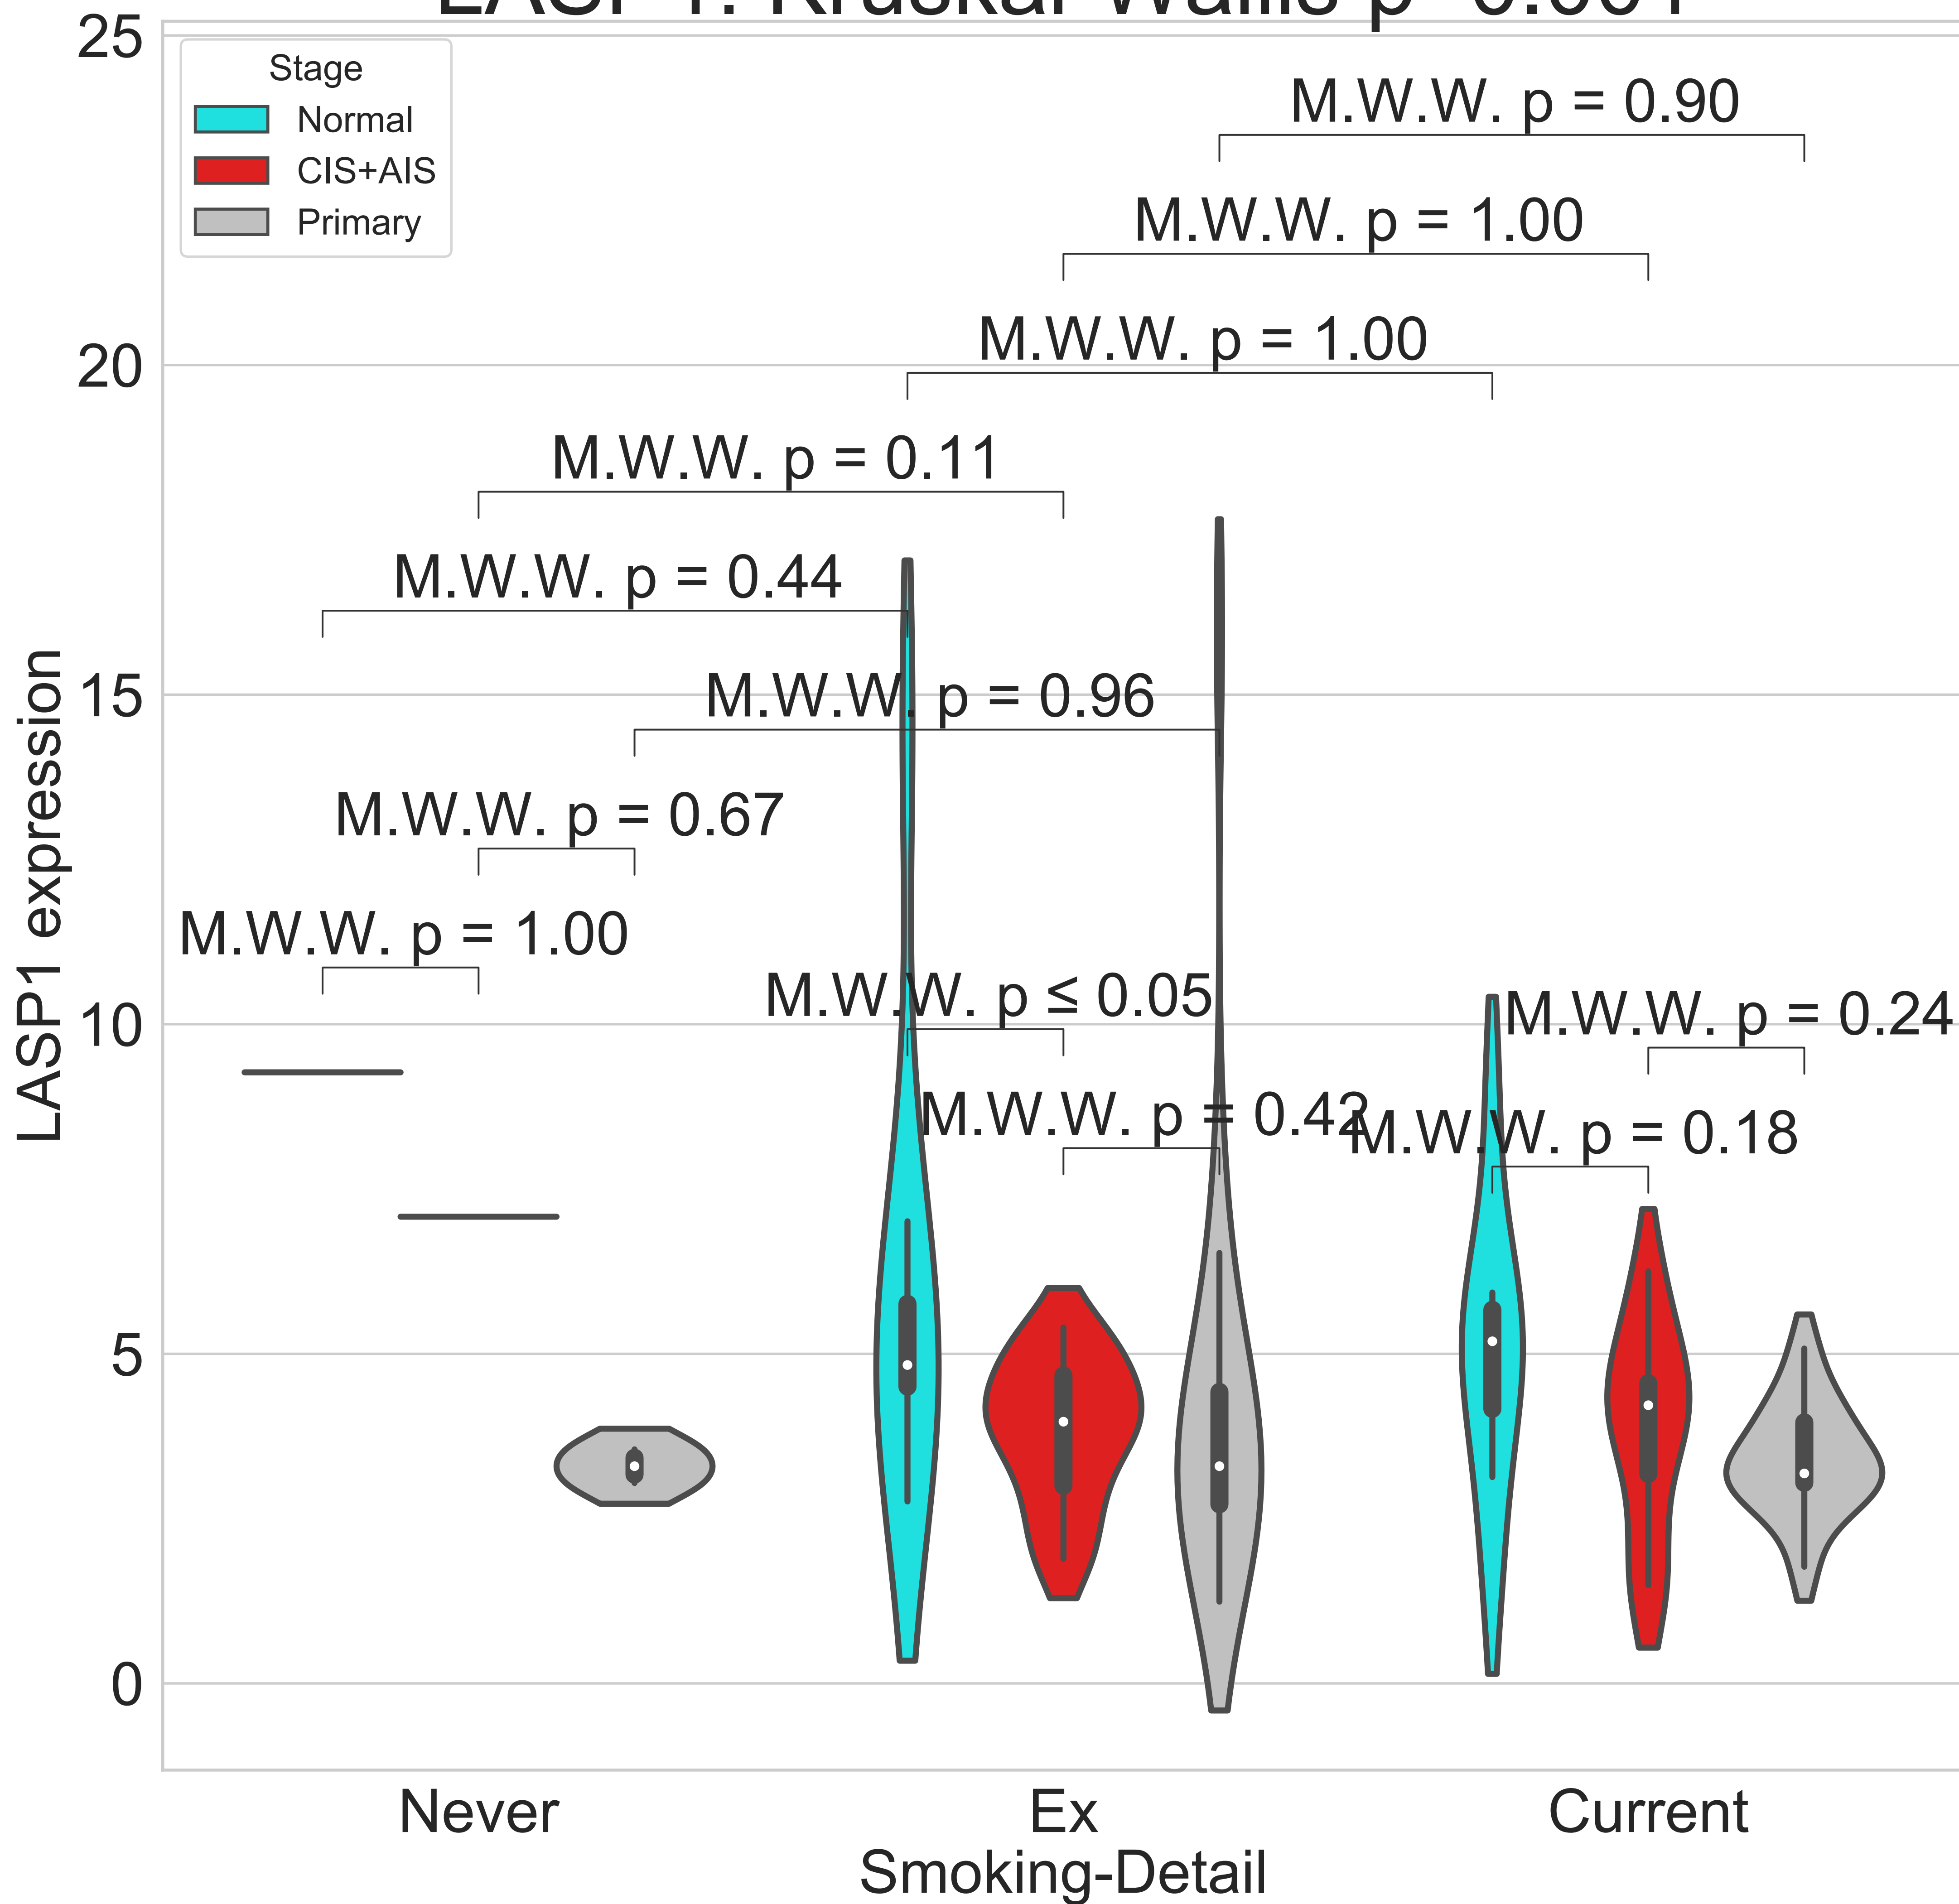 25
Stage
Normal
CIS+AIS
Primary
M.W.W. p = 0.90
M.W.W. p = 1.00
20
M.W.W. p = 1.00
M.W.W. p = 0.11
M.W.W. p = 0.44
15
M.W.W. p = 0.96
M.W.W. p = 0.67
M.W.W. p = 1.00
10
M.W.W. p ≤ 0.05
M.W.W. p = 0.24
M.W.W. p = 0.42
M.W.W. p = 0.18
LASP1 expression
5
0
Never
Ex
Current
Smoking-Detail